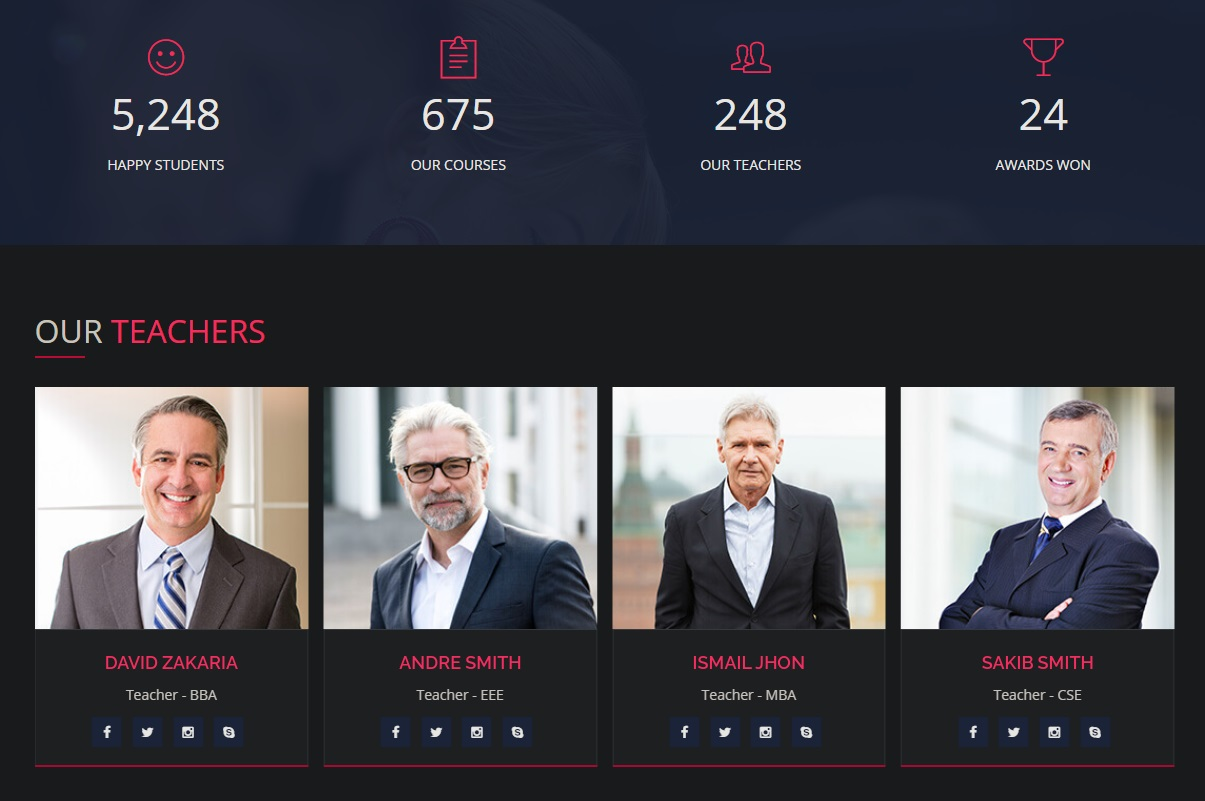 5,248
675
248
24
HAPPY STUDENTS
OUR COURSES
OUR TEACHERS
AWARDS WON
OUR TEACHERS
DAVID ZAKARIA
ANDRE SMITH
ISMAIL JHON
SAKIB SMITH
Teacher - BBA
Teacher - EEE
Teacher - MBA
Teacher - CSE